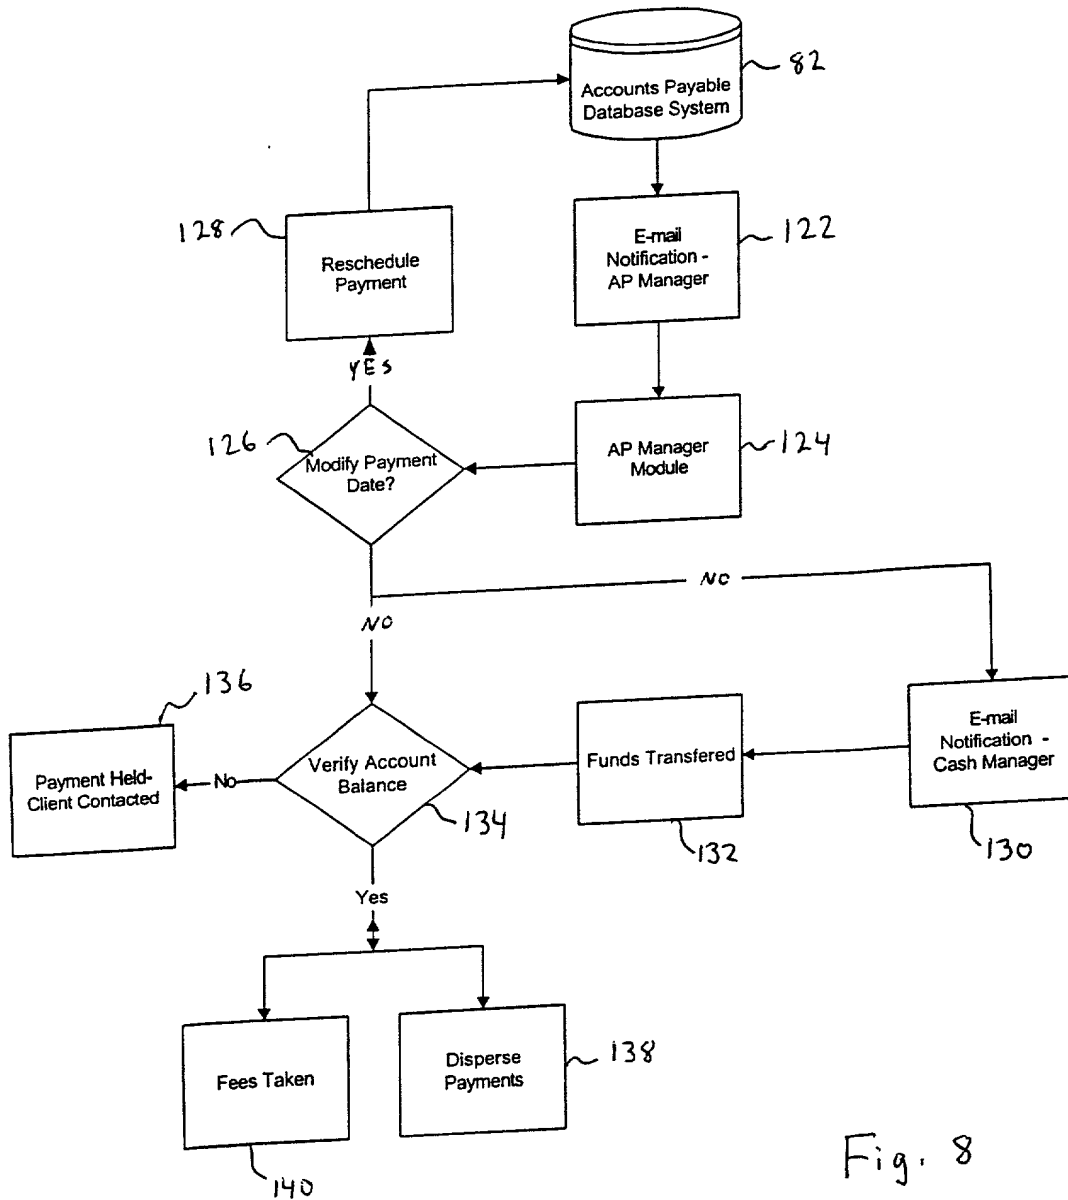 Accounts Payable
Database System
82
128
Reschedule
Payment
E-mail
Notification -
AP Manager
122
YES
126
Modify Payment
Date?
AP Manager
Module
124
NO
NO
136
Payment Held-
Client Contacted
No
Verify Account
Balance
134
Funds Transfered
132
E-mail
Notification -
Cash Manager
130
Yes
Fees Taken
140
Disperse
Payments
138
Fig. 8